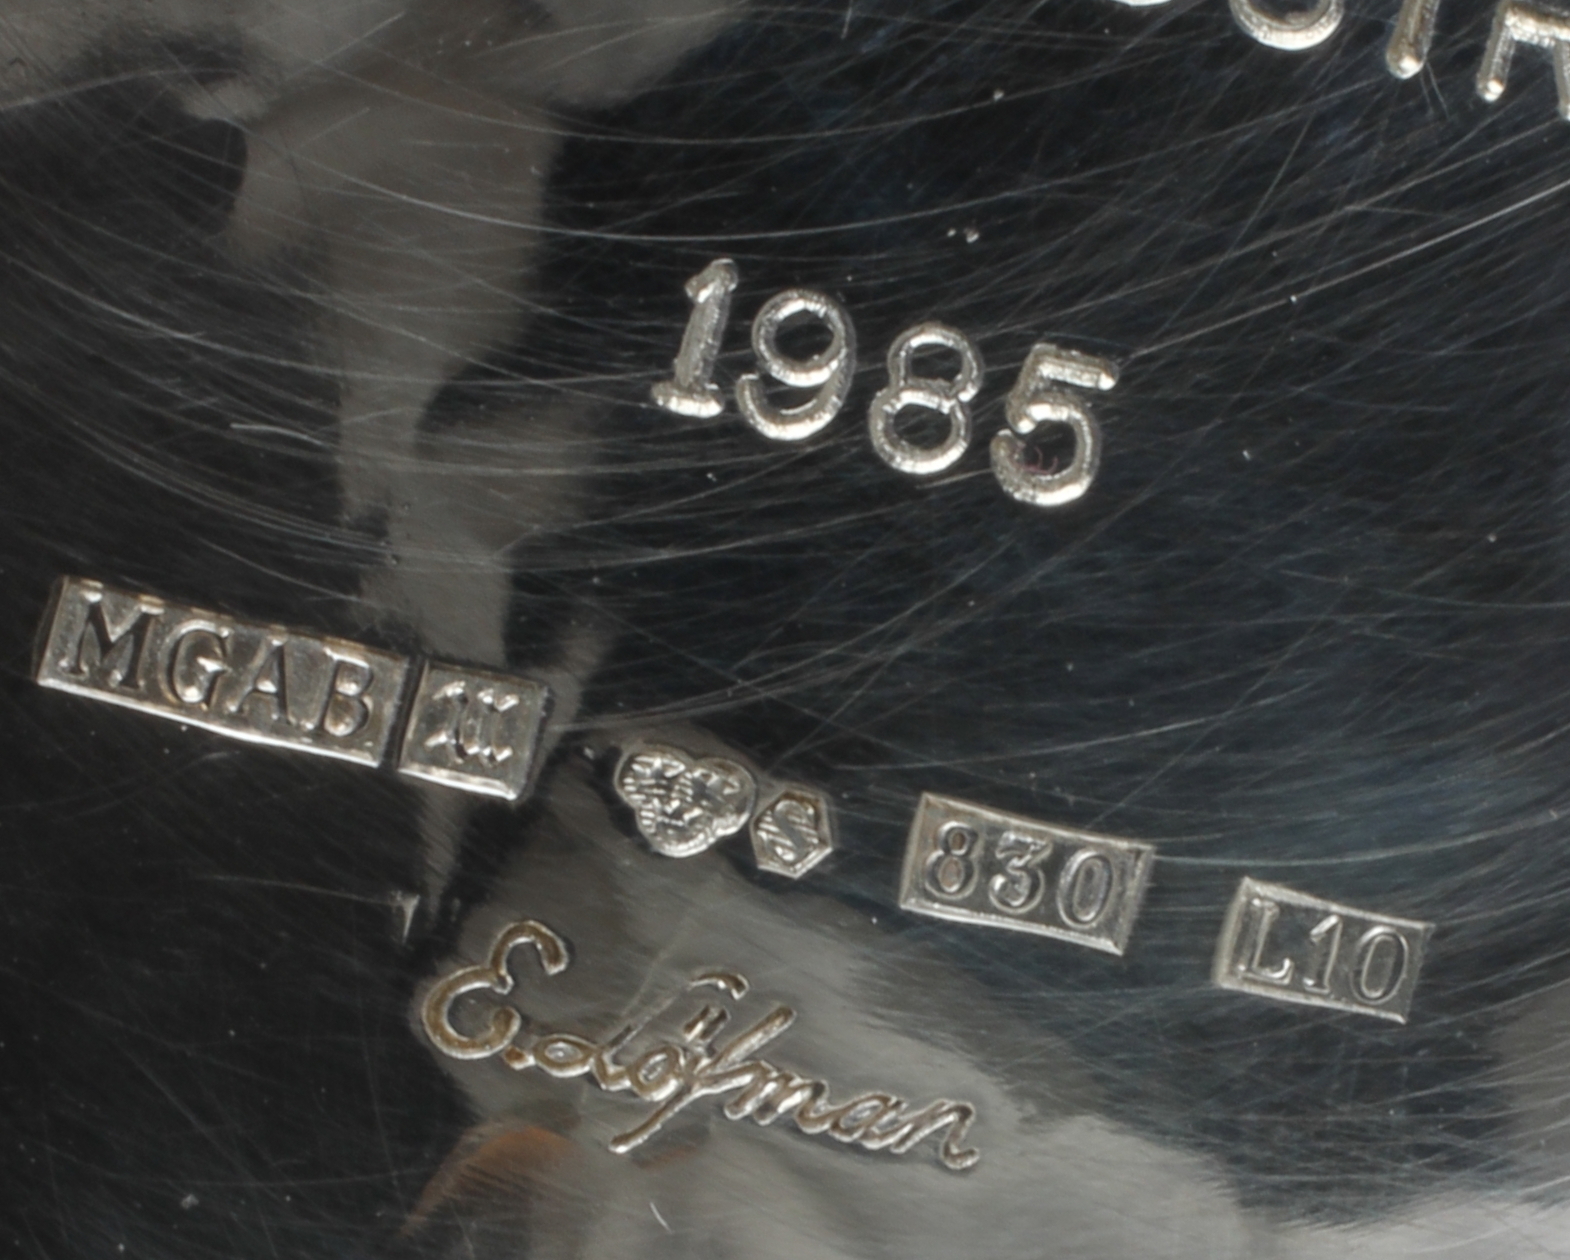 1985
MGAB
S 830 L10
E. Löfman